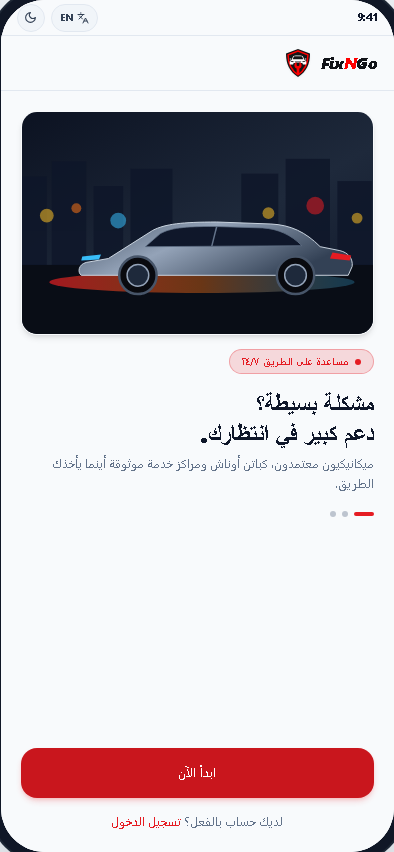 EN
9:41
FixNGo
مساعدة على الطريق ٢٤/٧
مشكلة بسيطة؟
دعم كبير في انتظارك.
ميكانيكيون معتمدون، كباتن أوناش ومراكز خدمة موثوقة أينما يأخذك
الطريق.
ابدأ الآن
لديك حساب بالفعل؟ تسجيل الدخول